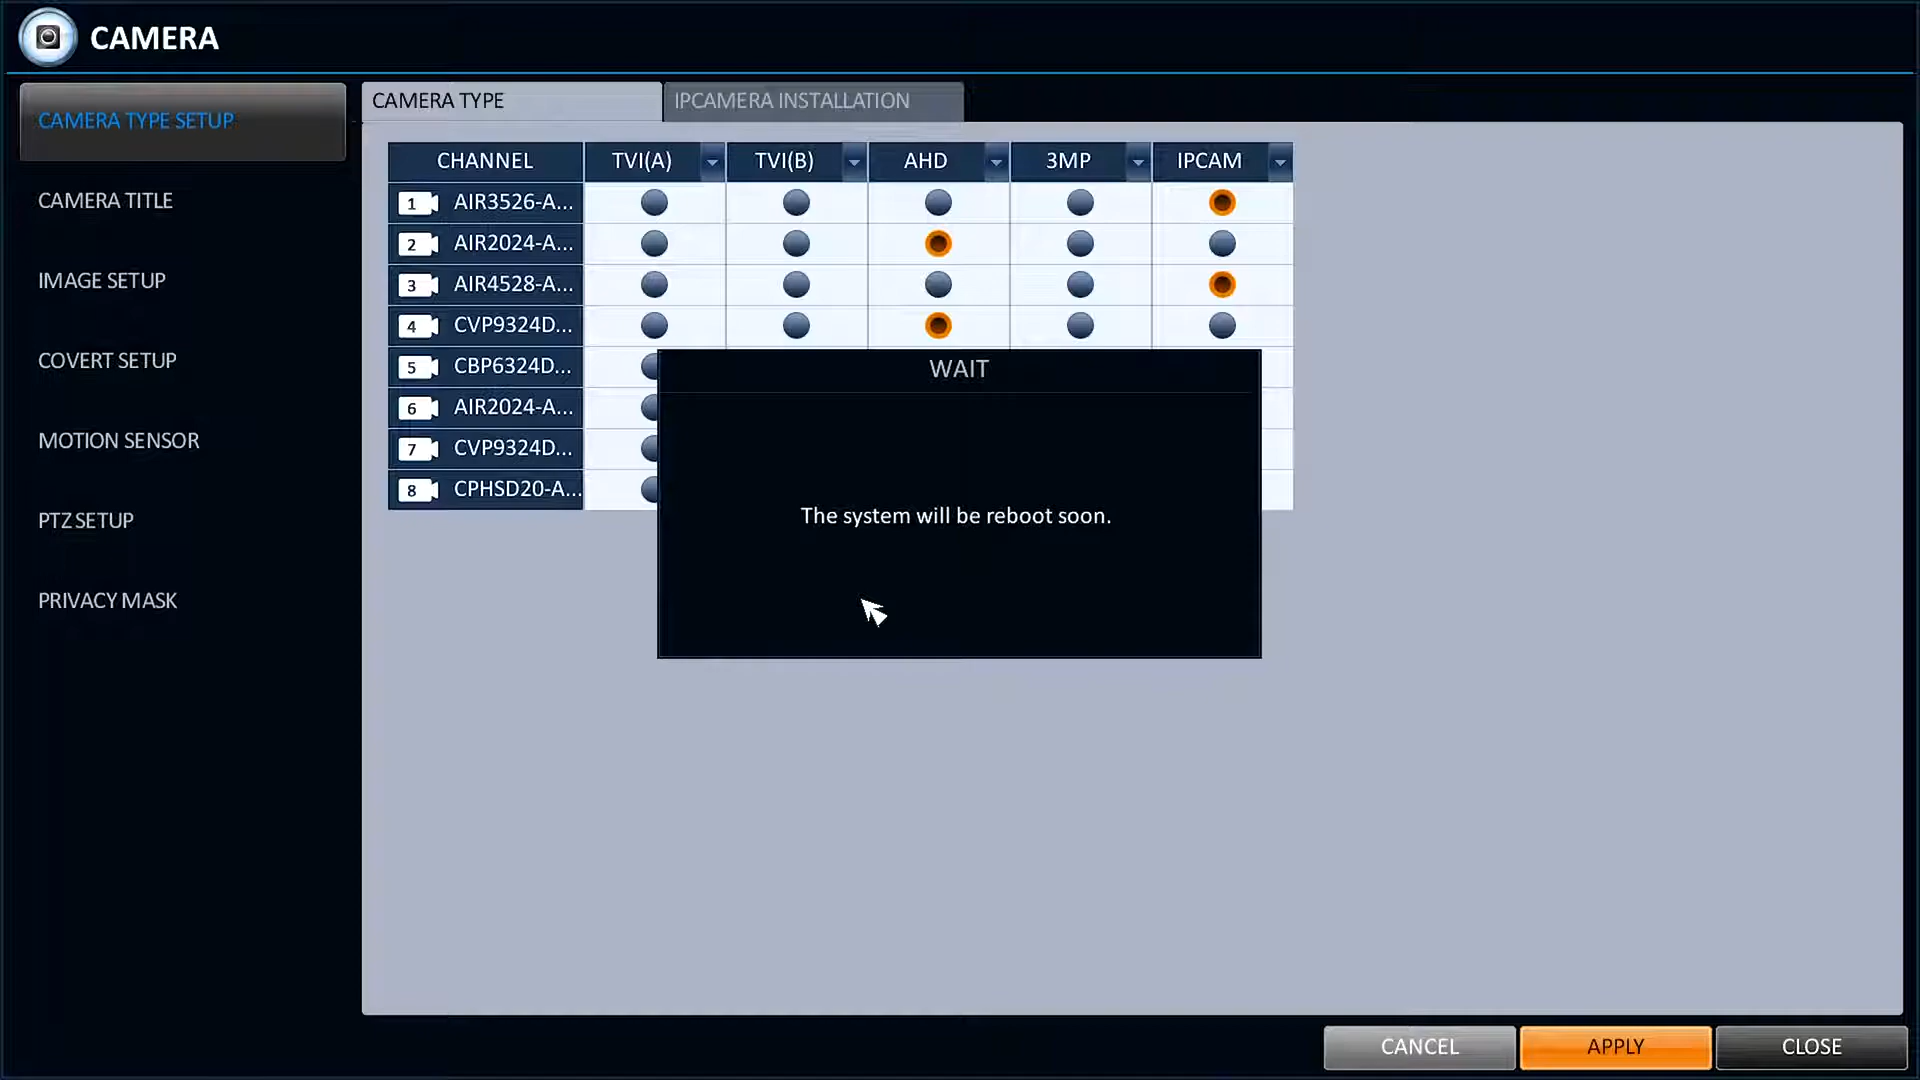 CAMERA
CAMERA TYPE SETUP
CAMERA TITLE
IMAGE SETUP
COVERT SETUP
MOTION SENSOR
PTZ SETUP
PRIVACY MASK
CAMERA TYPE
IPCAMERA INSTALLATION
CHANNEL TVI(A) TVI(B) AHD 3MP IPCAM
1 AIR3526-A...
2 AIR2024-A...
3 AIR4528-A...
4 CVP9324D...
5 CBP6324D...
6 AIR2024-A...
7 CVP9324D...
8 CPHSD20-A...
WAIT
The system will be reboot soon.
CANCEL
APPLY
CLOSE